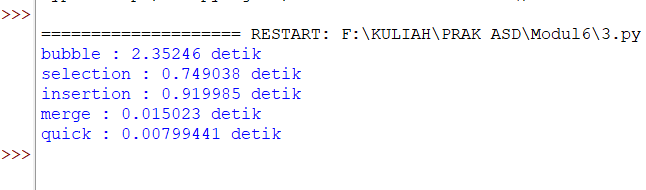 >>>
==================== RESTART: F:\KULIAH\PRAK ASD\Modul6\3.py
bubble : 2.35246 detik
selection : 0.749038 detik
insertion : 0.919985 detik
merge : 0.015023 detik
quick : 0.00799441 detik
>>>